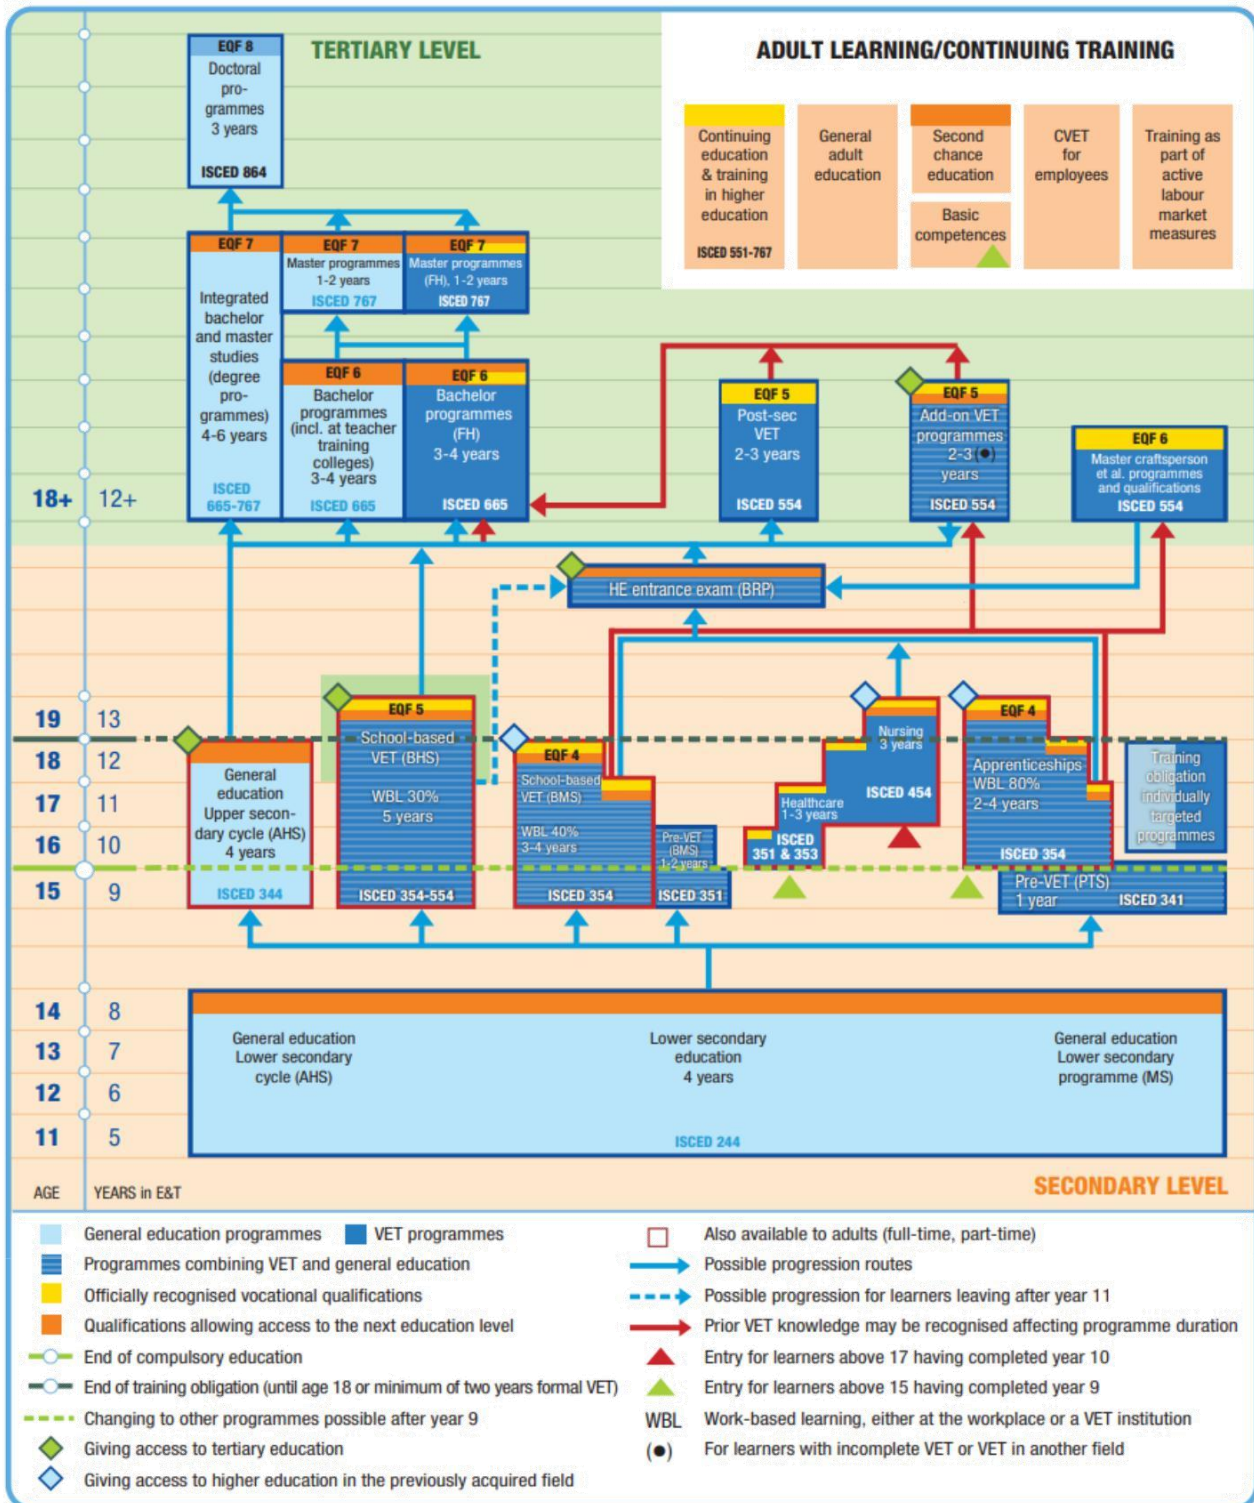 TERTIARY LEVEL
ADULT LEARNING/CONTINUING TRAINING
Continuing
education
& training
in higher
education
ISCED 551-767
General
adult
education
Second
chance
education
Basic
competences
CVET
for
employees
Training as
part of
active
labour
market
measures
EQF 8
Doctoral
pro-
grammes
3 years
ISCED 864
EQF 7
Integrated
bachelor
and master
studies
(degree
pro-
grammes)
4-6 years
ISCED
665-767
EQF 7
Master programmes
1-2 years
ISCED 767
EQF 7
Master programmes
(FH), 1-2 years
ISCED 767
EQF 6
Bachelor
programmes
(incl. at teacher
training
colleges)
3-4 years
ISCED 665
EQF 6
Bachelor
programmes
(FH)
3-4 years
ISCED 665
EQF 5
Post-sec
VET
2-3 years
ISCED 554
EQF 5
Add-on VET
programmes
2-3 (●)
years
ISCED 554
EQF 6
Master craftsperson
et al. programmes
and qualifications
ISCED 554
18+ 12+
HE entrance exam (BRP)
19 13
18 12
17 11
16 10
15 9
General
education
Upper secon-
dary cycle (AHS)
4 years
ISCED 344
EQF 5
School-based
VET (BHS)
WBL 30%
5 years
ISCED 354-554
EQF 4
School-based
VET (BMS)
WBL 40%
3-4 years
ISCED 354
Pre-VET
(BMS)
1-2 years
ISCED 351
Healthcare
1-3 years
ISCED
351 & 353
Nursing
3 years
ISCED 454
EQF 4
Apprenticeships
WBL 80%
2-4 years
ISCED 354
Training
obligation
individually
targeted
programmes
Pre-VET (PTS)
1 year
ISCED 341
14 8
13 7
12 6
11 5
General education
Lower secondary
cycle (AHS)
Lower secondary
education
4 years
General education
Lower secondary
programme (MS)
ISCED 244
AGE YEARS in E&T
SECONDARY LEVEL
General education programmes
VET programmes
Programmes combining VET and general education
Officially recognised vocational qualifications
Qualifications allowing access to the next education level
End of compulsory education
End of training obligation (until age 18 or minimum of two years formal VET)
Changing to other programmes possible after year 9
Giving access to tertiary education
Giving access to higher education in the previously acquired field
Also available to adults (full-time, part-time)
Possible progression routes
Possible progression for learners leaving after year 11
Prior VET knowledge may be recognised affecting programme duration
Entry for learners above 17 having completed year 10
Entry for learners above 15 having completed year 9
WBL Work-based learning, either at the workplace or a VET institution
(●) For learners with incomplete VET or VET in another field